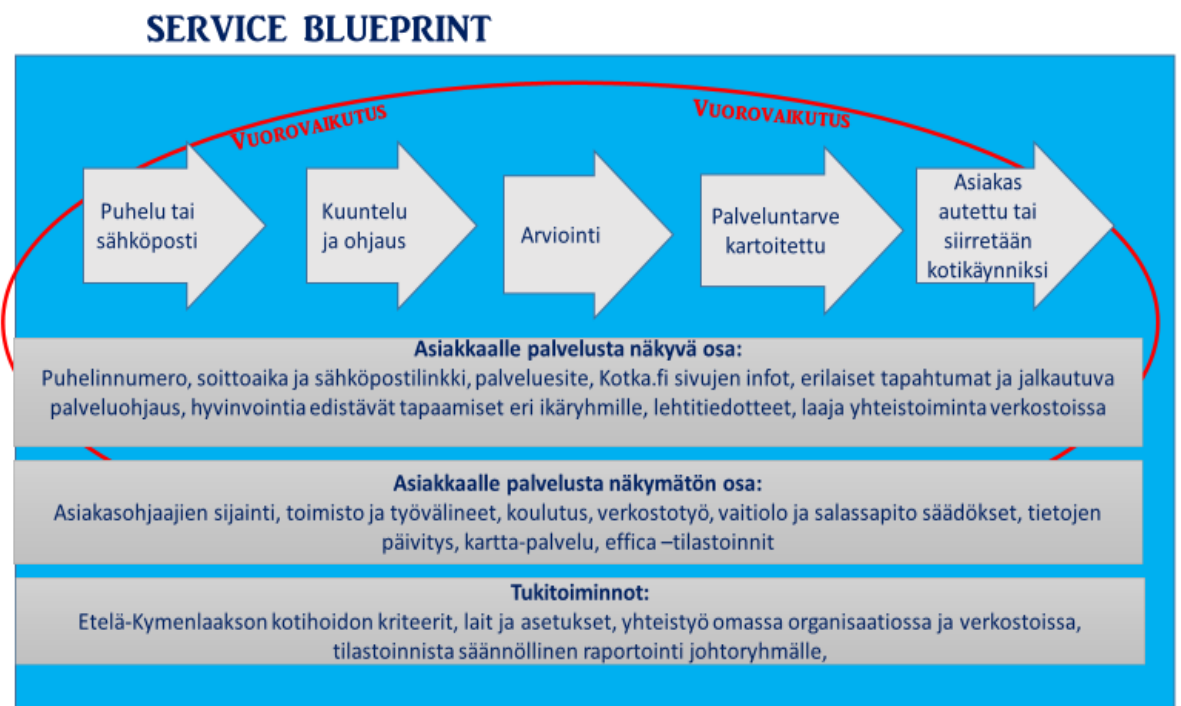 SERVICE BLUEPRINT
VUOROVAIKUTUS
VUOROVAIKUTUS
Puhelu tai
sähköposti
Kuuntelu
ja ohjaus
Arviointi
Palveluntarve
kartoitettu
Asiakas
autettu tai
siirretään
kotikäynniksi
Asiakkaalle palvelusta näkyvä osa:
Puhelinnumero, soittoaika ja sähköpostilinkki, palveluesite, Kotka.fi sivujen infot, erilaiset tapahtumat ja jalkautuva
palveluohjaus, hyvinvointia edistävät tapaamiset eri ikäryhmille, lehtitiedotteet, laaja yhteistoiminta verkostoissa
Asiakkaalle palvelusta näkymätön osa:
Asiakasohjaajien sijainti, toimisto ja työvälineet, koulutus, verkostotyö, vaitiolo ja salassapito säädökset, tietojen
päivitys, kartta-palvelu, effica –tilastoinnit
Tukitoiminnot:
Etelä-Kymenlaakson kotihoidon kriteerit, lait ja asetukset, yhteistyö omassa organisaatiossa ja verkostoissa,
tilastoinnista säännöllinen raportointi johtoryhmälle,